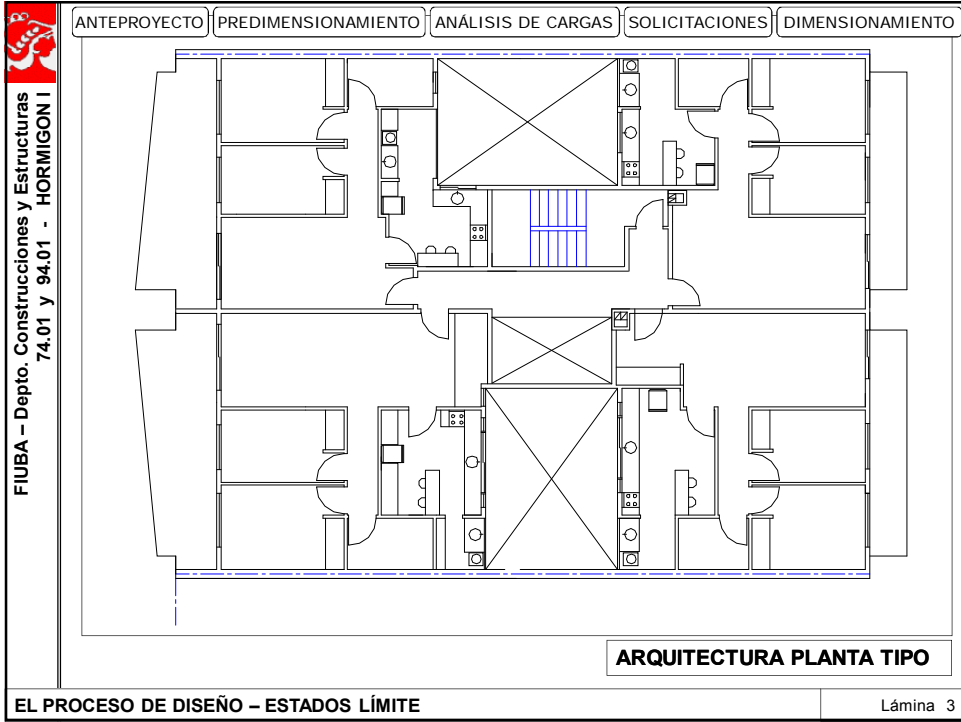 ANTEPROYECTO PREDIMENSIONAMIENTO ANÁLISIS DE CARGAS SOLICITACIONES DIMENSIONAMIENTO
FIUBA – Depto. Construcciones y Estructuras
74.01 y 94.01 - HORMIGON I
ARQUITECTURA PLANTA TIPO
EL PROCESO DE DISEÑO – ESTADOS LÍMITE
Lámina 3